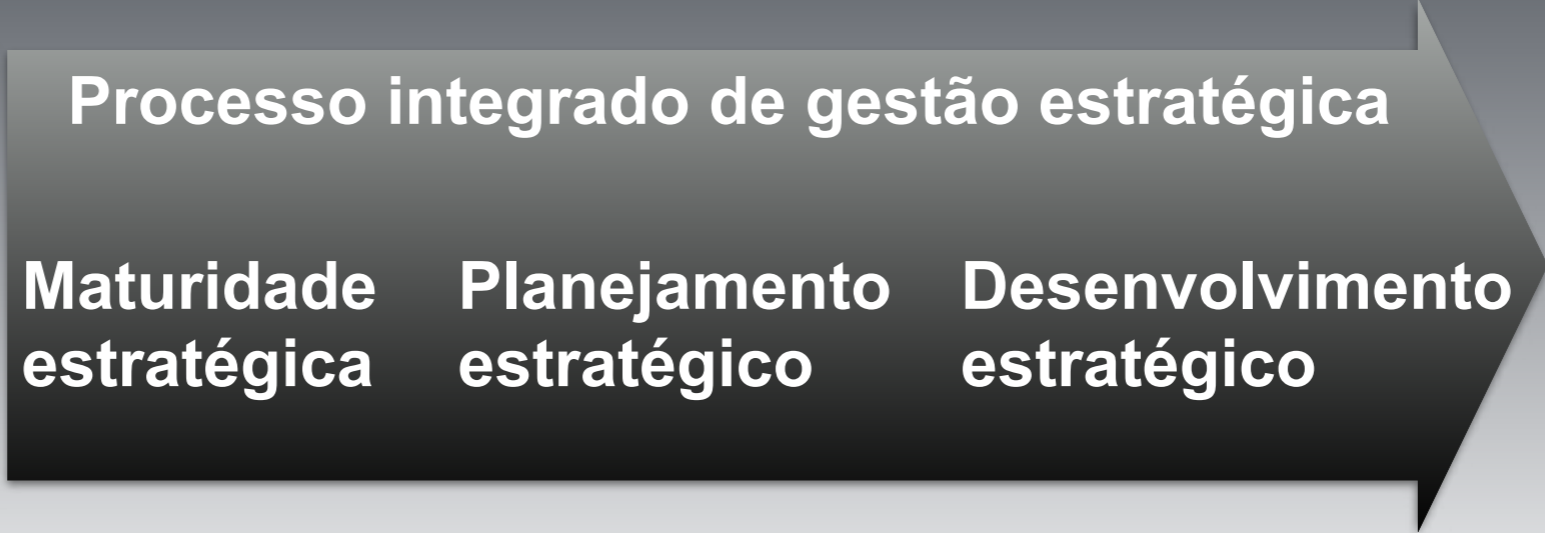 Processo integrado de gestão estratégica
Maturidade estratégica
Planejamento estratégico
Desenvolvimento estratégico